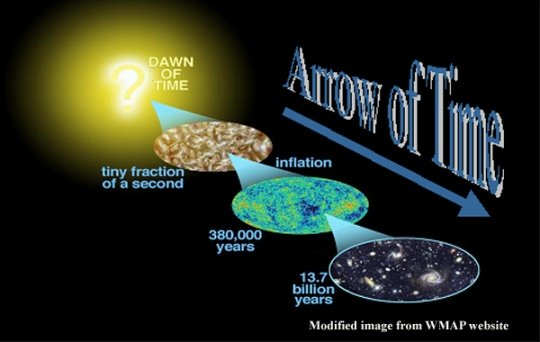 DAWN
OF
TIME
?
Arrow of Time
tiny fraction
of a second
inflation
380,000
years
13.7
billion
years
Modified image from WMAP website